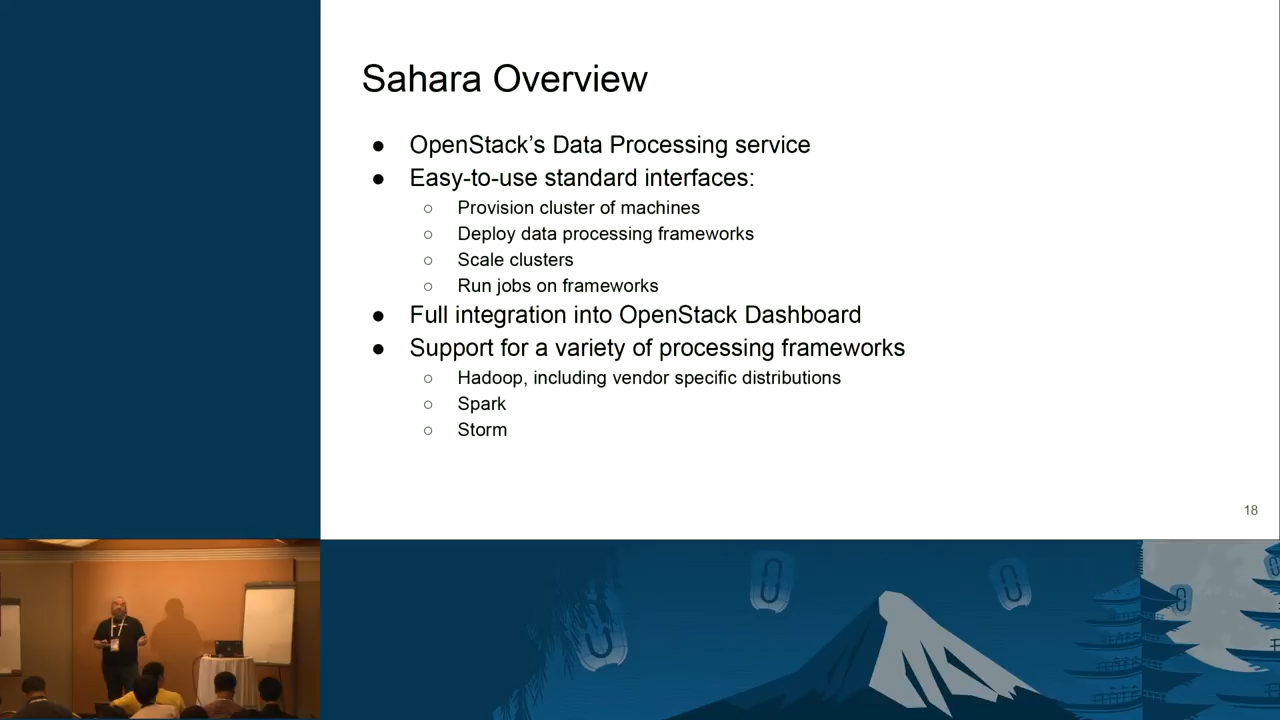 Sahara Overview
● OpenStack’s Data Processing service
● Easy-to-use standard interfaces:
○ Provision cluster of machines
○ Deploy data processing frameworks
○ Scale clusters
○ Run jobs on frameworks
● Full integration into OpenStack Dashboard
● Support for a variety of processing frameworks
○ Hadoop, including vendor specific distributions
○ Spark
○ Storm
18